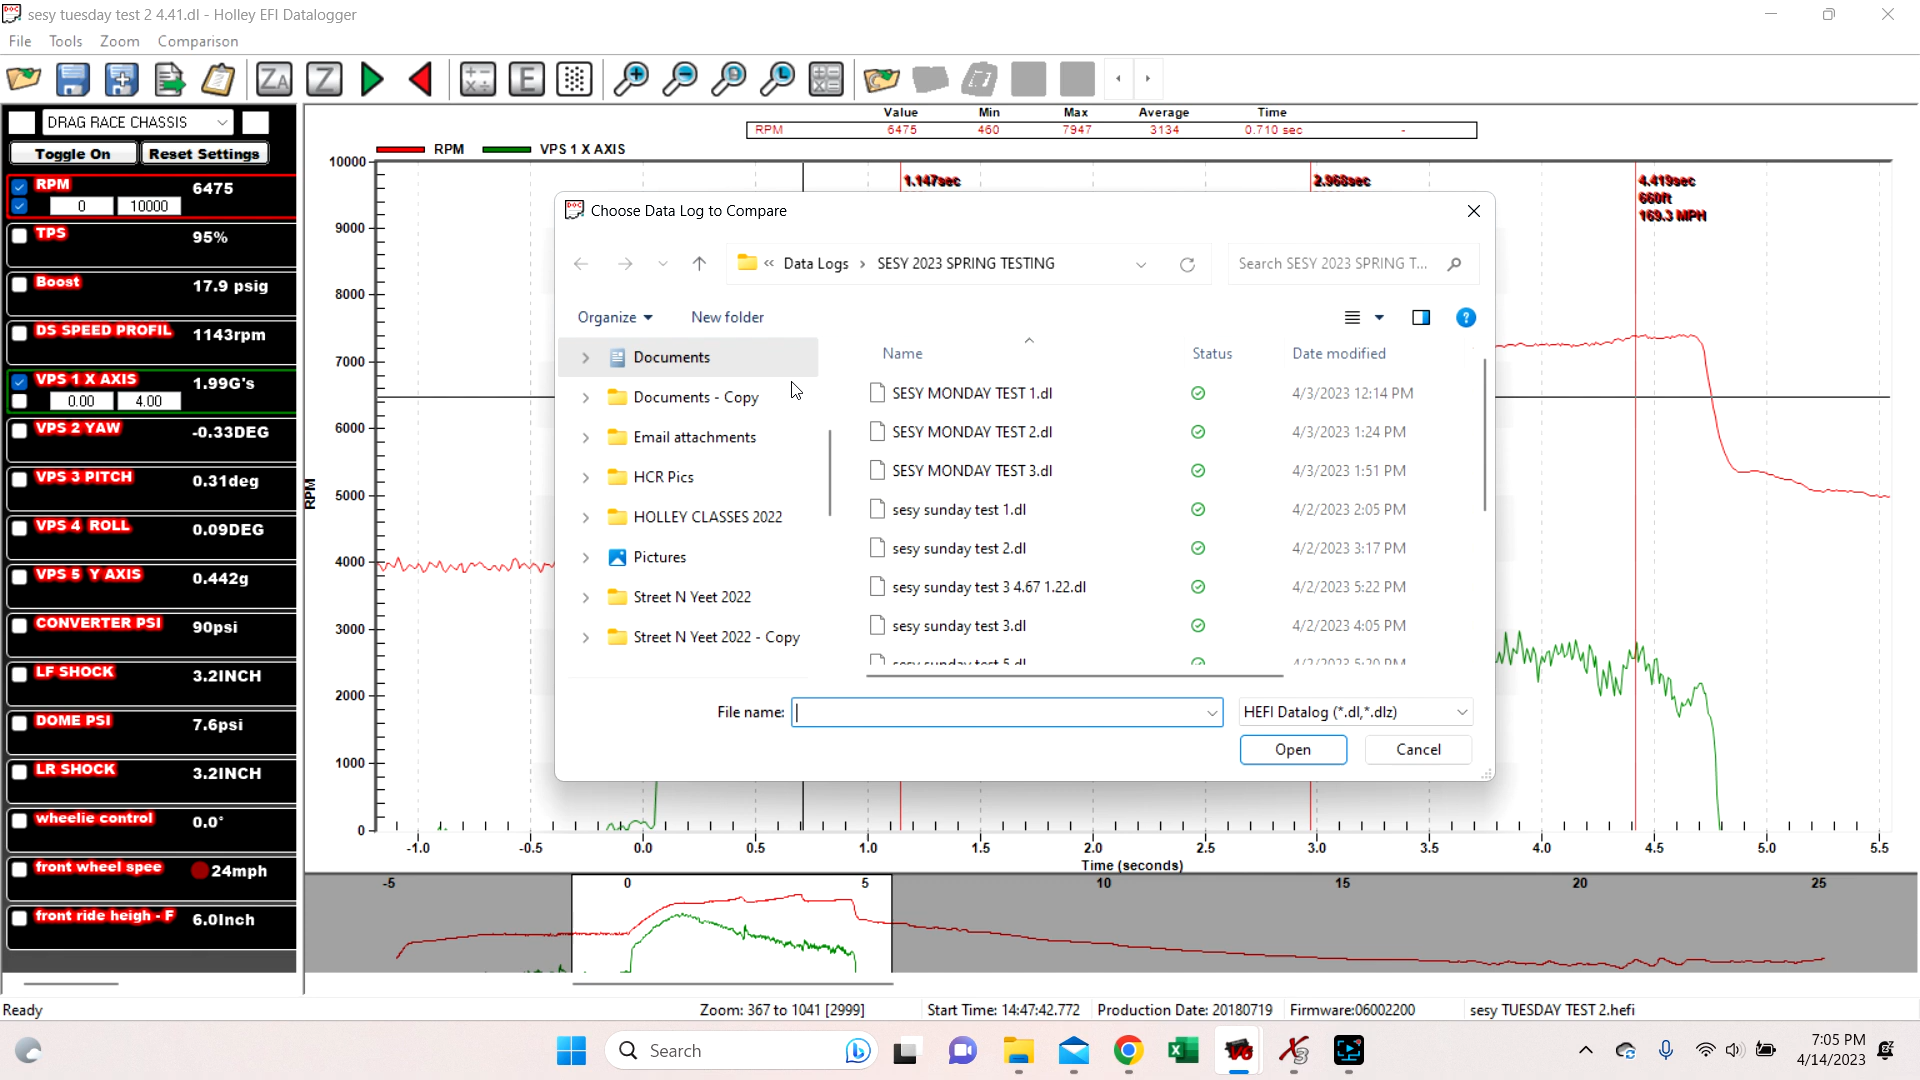 sesy tuesday test 2 4.41.dl - Holley EFI Datalogger
File Tools Zoom Comparison
DRAG RACE CHASSIS
Toggle On Reset Settings
RPM 6475
0 10000
TPS 95%
Boost 17.9 psig
DS SPEED PROFIL 1143rpm
VPS 1 X AXIS 1.99G's
0.00 4.00
VPS 2 YAW -0.33DEG
VPS 3 PITCH 0.31deg
VPS 4 ROLL 0.09DEG
VPS 5 Y AXIS 0.442g
CONVERTER PSI 90psi
LF SHOCK 3.2INCH
DOME PSI 7.6psi
LR SHOCK 3.2INCH
wheelie control 0.0°
front wheel spee 24mph
front ride heigh - F 6.0Inch
Value Min Max Average Time
RPM 6475 460 7947 3134 0.710 sec -
RPM VPS 1 X AXIS
10000
9000
8000
7000
6000
5000
4000
3000
2000
1000
0
RPM
1.147sec
2.968sec
4.419sec
660ft
169.3 MPH
Choose Data Log to Compare
« Data Logs › SESY 2023 SPRING TESTING
Search SESY 2023 SPRING T...
Organize New folder
Documents
Documents - Copy
Email attachments
HCR Pics
HOLLEY CLASSES 2022
Pictures
Street N Yeet 2022
Street N Yeet 2022 - Copy
Name Status Date modified
SESY MONDAY TEST 1.dl 4/3/2023 12:14 PM
SESY MONDAY TEST 2.dl 4/3/2023 1:24 PM
SESY MONDAY TEST 3.dl 4/3/2023 1:51 PM
sesy sunday test 1.dl 4/2/2023 2:05 PM
sesy sunday test 2.dl 4/2/2023 3:17 PM
sesy sunday test 3 4.67 1.22.dl 4/2/2023 5:22 PM
sesy sunday test 3.dl 4/2/2023 4:05 PM
sesy sunday test 5.dl
File name: HEFI Datalog (*.dl,*.dlz)
Open Cancel
-1.0 -0.5 0.0 0.5 1.0 1.5 2.0 2.5 3.0 3.5 4.0 4.5 5.0 5.5
Time (seconds)
-5 0 5 10 15 20 25
Ready Zoom: 367 to 1041 [2999] Start Time: 14:47:42.772 Production Date: 20180719 Firmware:06002200 sesy TUESDAY TEST 2.hefi
Search
7:05 PM
4/14/2023